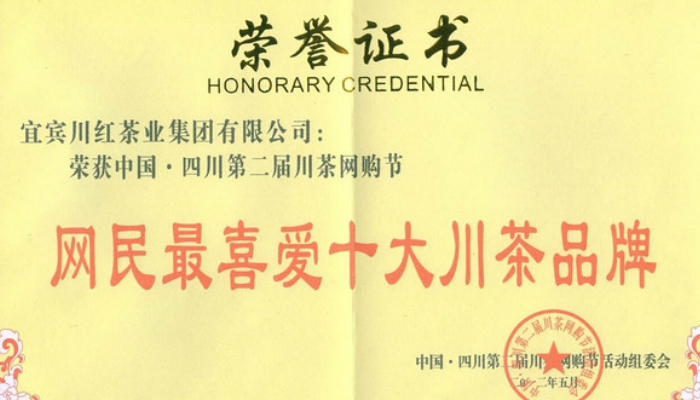 荣誉证书
HONORARY CREDENTIAL
宜宾川红茶业集团有限公司：
荣获中国·四川第二届川茶网购节
网民最喜爱十大川茶品牌
中国·四川第二届川茶网购节活动组委会
二年五月